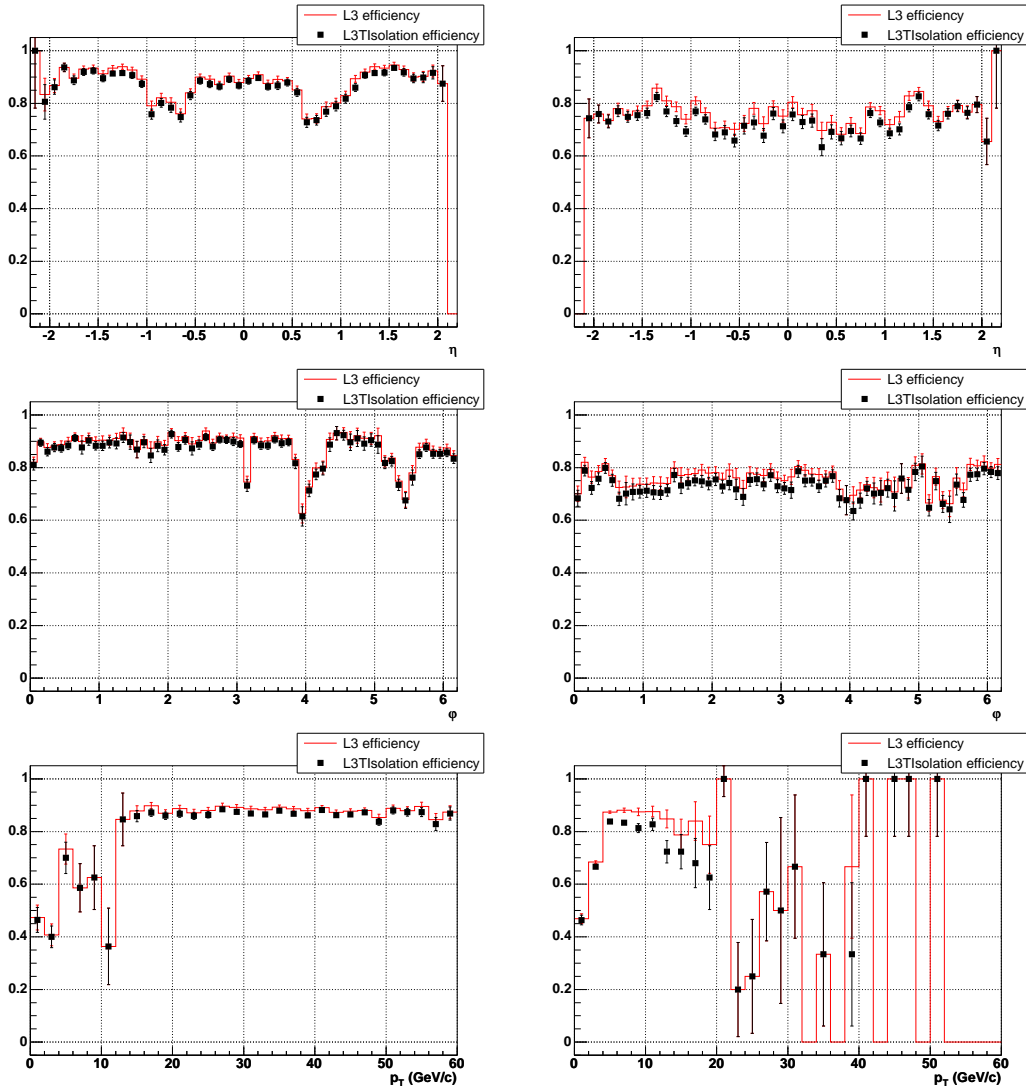 L3 efficiency
L3TIsolation efficiency
1
0.8
0.6
0.4
0.2
0
-2 -1.5 -1 -0.5 0 0.5 1 1.5 2
η
L3 efficiency
L3TIsolation efficiency
1
0.8
0.6
0.4
0.2
0
-2 -1.5 -1 -0.5 0 0.5 1 1.5 2
η
L3 efficiency
L3TIsolation efficiency
1
0.8
0.6
0.4
0.2
0
0 1 2 3 4 5 6
φ
L3 efficiency
L3TIsolation efficiency
1
0.8
0.6
0.4
0.2
0
0 1 2 3 4 5 6
φ
L3 efficiency
L3TIsolation efficiency
1
0.8
0.6
0.4
0.2
0
0 10 20 30 40 50 60
p_T (GeV/c)
L3 efficiency
L3TIsolation efficiency
1
0.8
0.6
0.4
0.2
0
0 10 20 30 40 50 60
p_T (GeV/c)